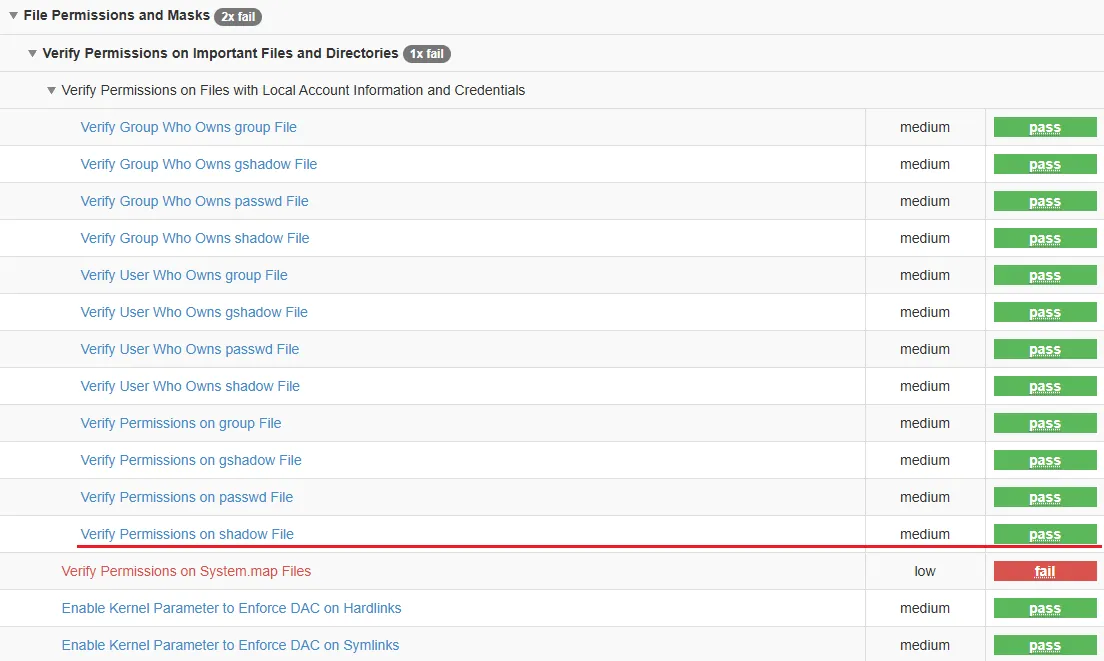 File Permissions and Masks 2x fail
Verify Permissions on Important Files and Directories 1x fail
Verify Permissions on Files with Local Account Information and Credentials
Verify Group Who Owns group File medium pass
Verify Group Who Owns gshadow File medium pass
Verify Group Who Owns passwd File medium pass
Verify Group Who Owns shadow File medium pass
Verify User Who Owns group File medium pass
Verify User Who Owns gshadow File medium pass
Verify User Who Owns passwd File medium pass
Verify User Who Owns shadow File medium pass
Verify Permissions on group File medium pass
Verify Permissions on gshadow File medium pass
Verify Permissions on passwd File medium pass
Verify Permissions on shadow File medium pass
Verify Permissions on System.map Files low fail
Enable Kernel Parameter to Enforce DAC on Hardlinks medium pass
Enable Kernel Parameter to Enforce DAC on Symlinks medium pass